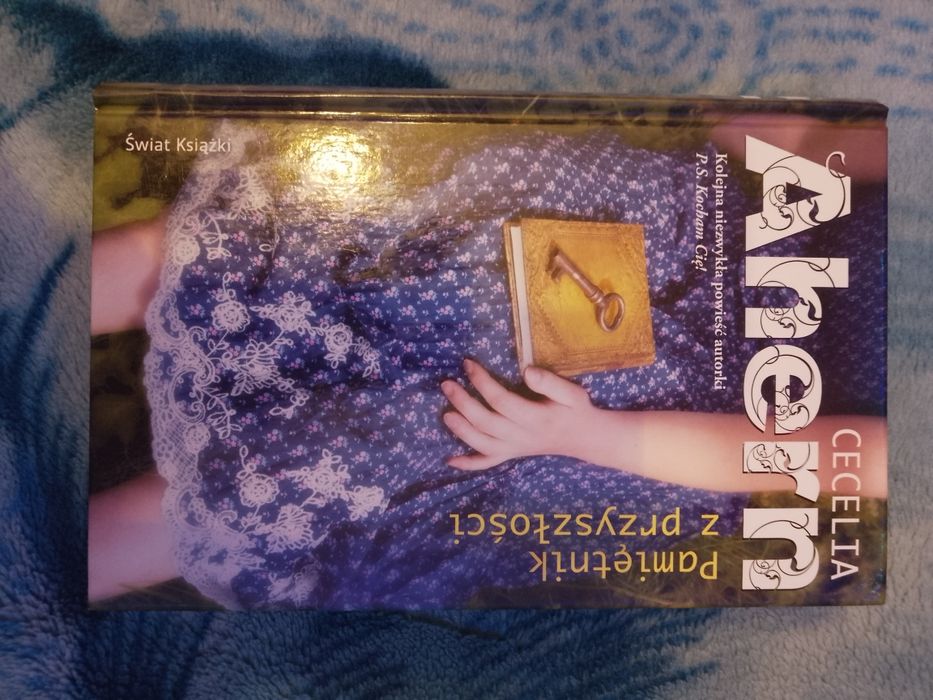 CECELIA
Ahern
Kolejna niezwykła powieść autorki
P.S. Kocham Cię!
Pamiętnik
z przyszłości
Świat Książki